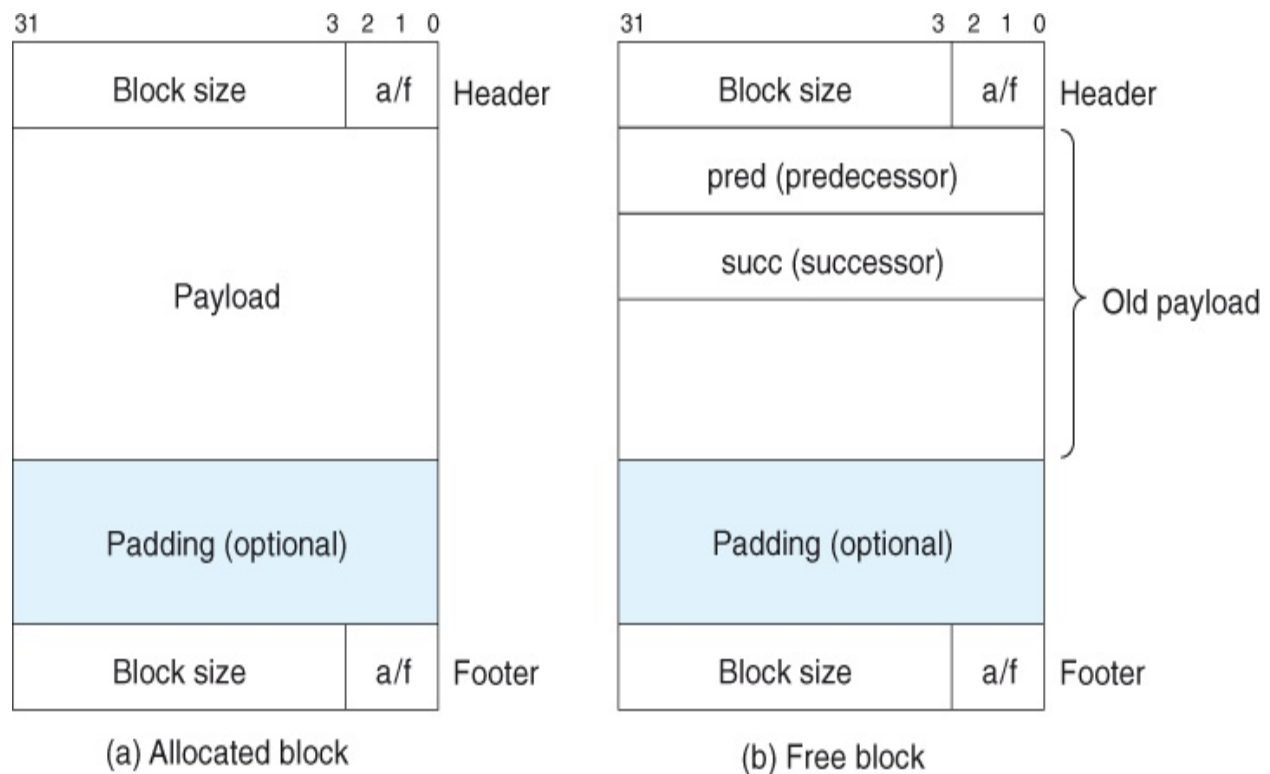 31 3 2 1 0
Block size a/f Header
Payload
Padding (optional)
Block size a/f Footer
(a) Allocated block
31 3 2 1 0
Block size a/f Header
pred (predecessor)
succ (successor)
Old payload
Padding (optional)
Block size a/f Footer
(b) Free block